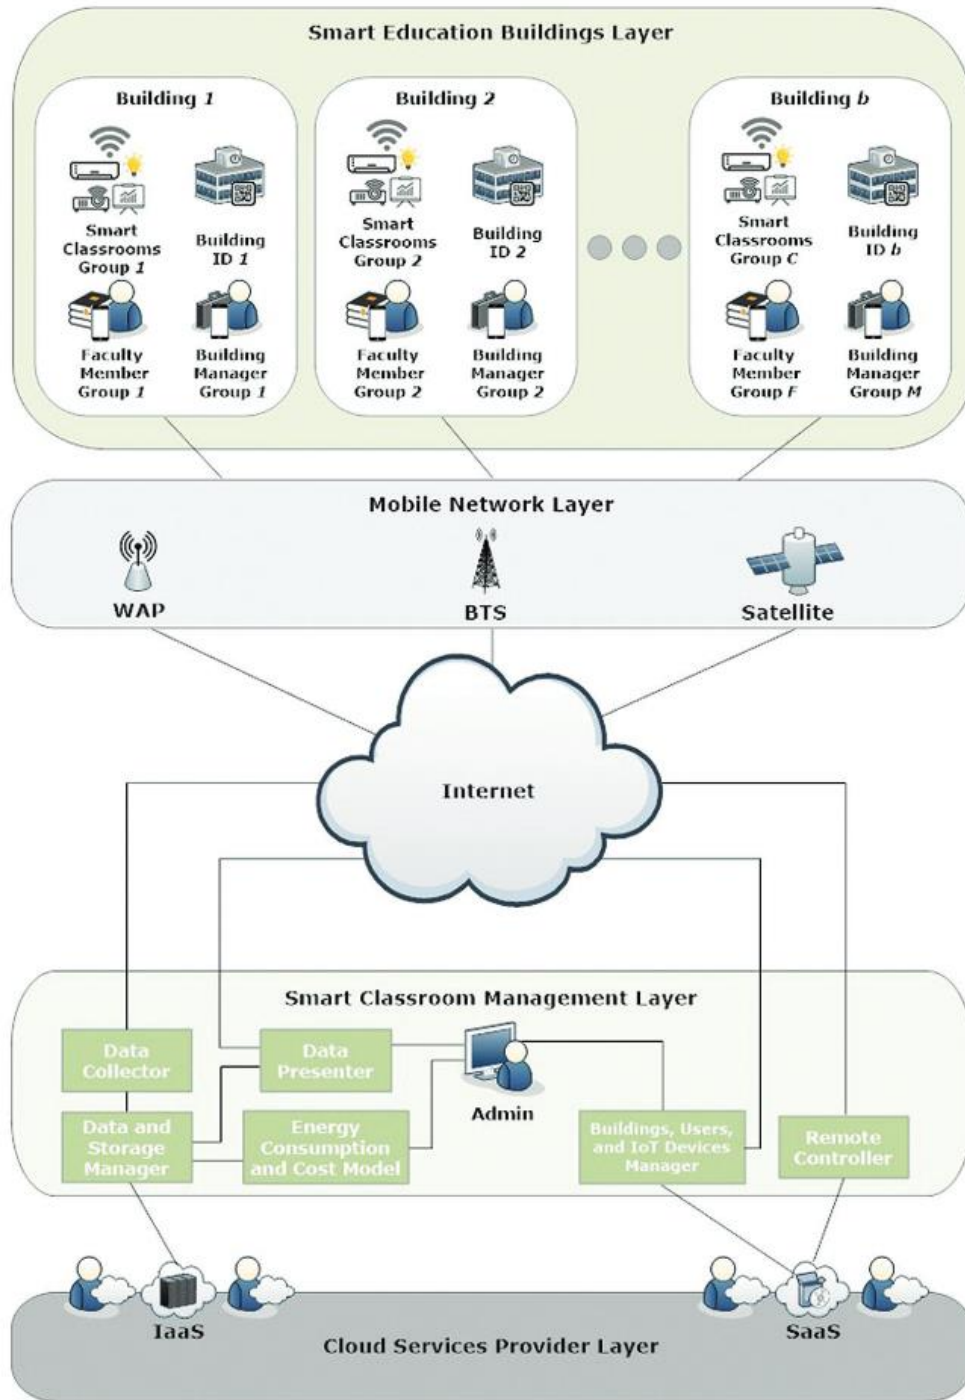 Smart Education Buildings Layer
Building 1
Smart
Classrooms
Group 1
Building
ID 1
Faculty
Member
Group 1
Building
Manager
Group 1
Building 2
Smart
Classrooms
Group 2
Building
ID 2
Faculty
Member
Group 2
Building
Manager
Group 2
Building b
Smart
Classrooms
Group C
Building
ID b
Faculty
Member
Group F
Building
Manager
Group M
Mobile Network Layer
WAP
BTS
Satellite
Internet
Smart Classroom Management Layer
Data
Collector
Data
Presenter
Admin
Data and
Storage
Manager
Energy
Consumption
and Cost Model
Buildings, Users,
and IoT Devices
Manager
Remote
Controller
IaaS
SaaS
Cloud Services Provider Layer